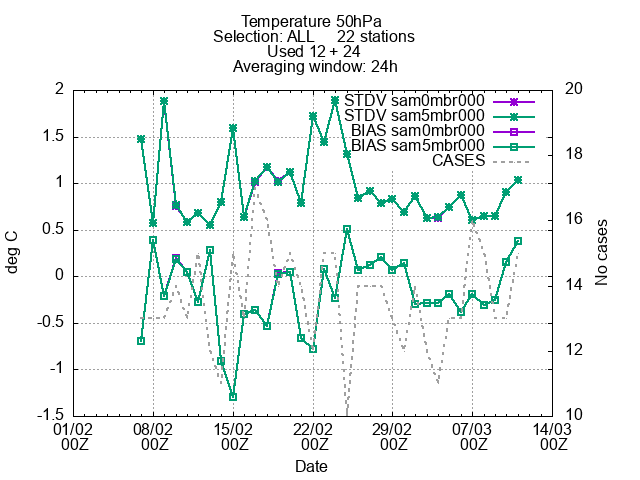 Temperature 50hPa
Selection: ALL 22 stations
Used 12 + 24
Averaging window: 24h
STDV sam0mbr000
STDV sam5mbr000
BIAS sam0mbr000
BIAS sam5mbr000
CASES
2
1.5
1
0.5
0
-0.5
-1
-1.5
deg C
20
18
16
14
12
10
No cases
01/02 08/02 15/02 22/02 29/02 07/03 14/03
00Z 00Z 00Z 00Z 00Z 00Z 00Z
Date